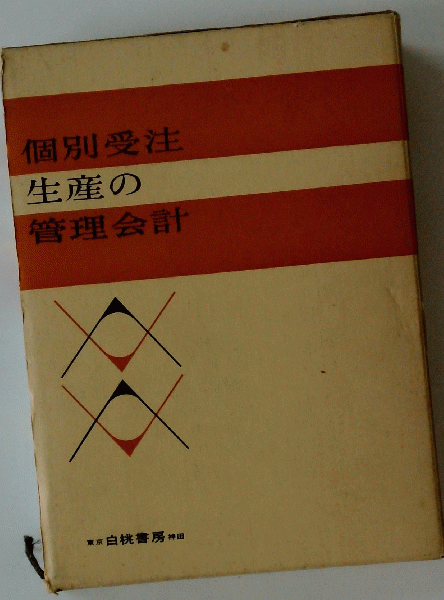 個別受注
生産の
管理会計
東京 白桃書房 神田